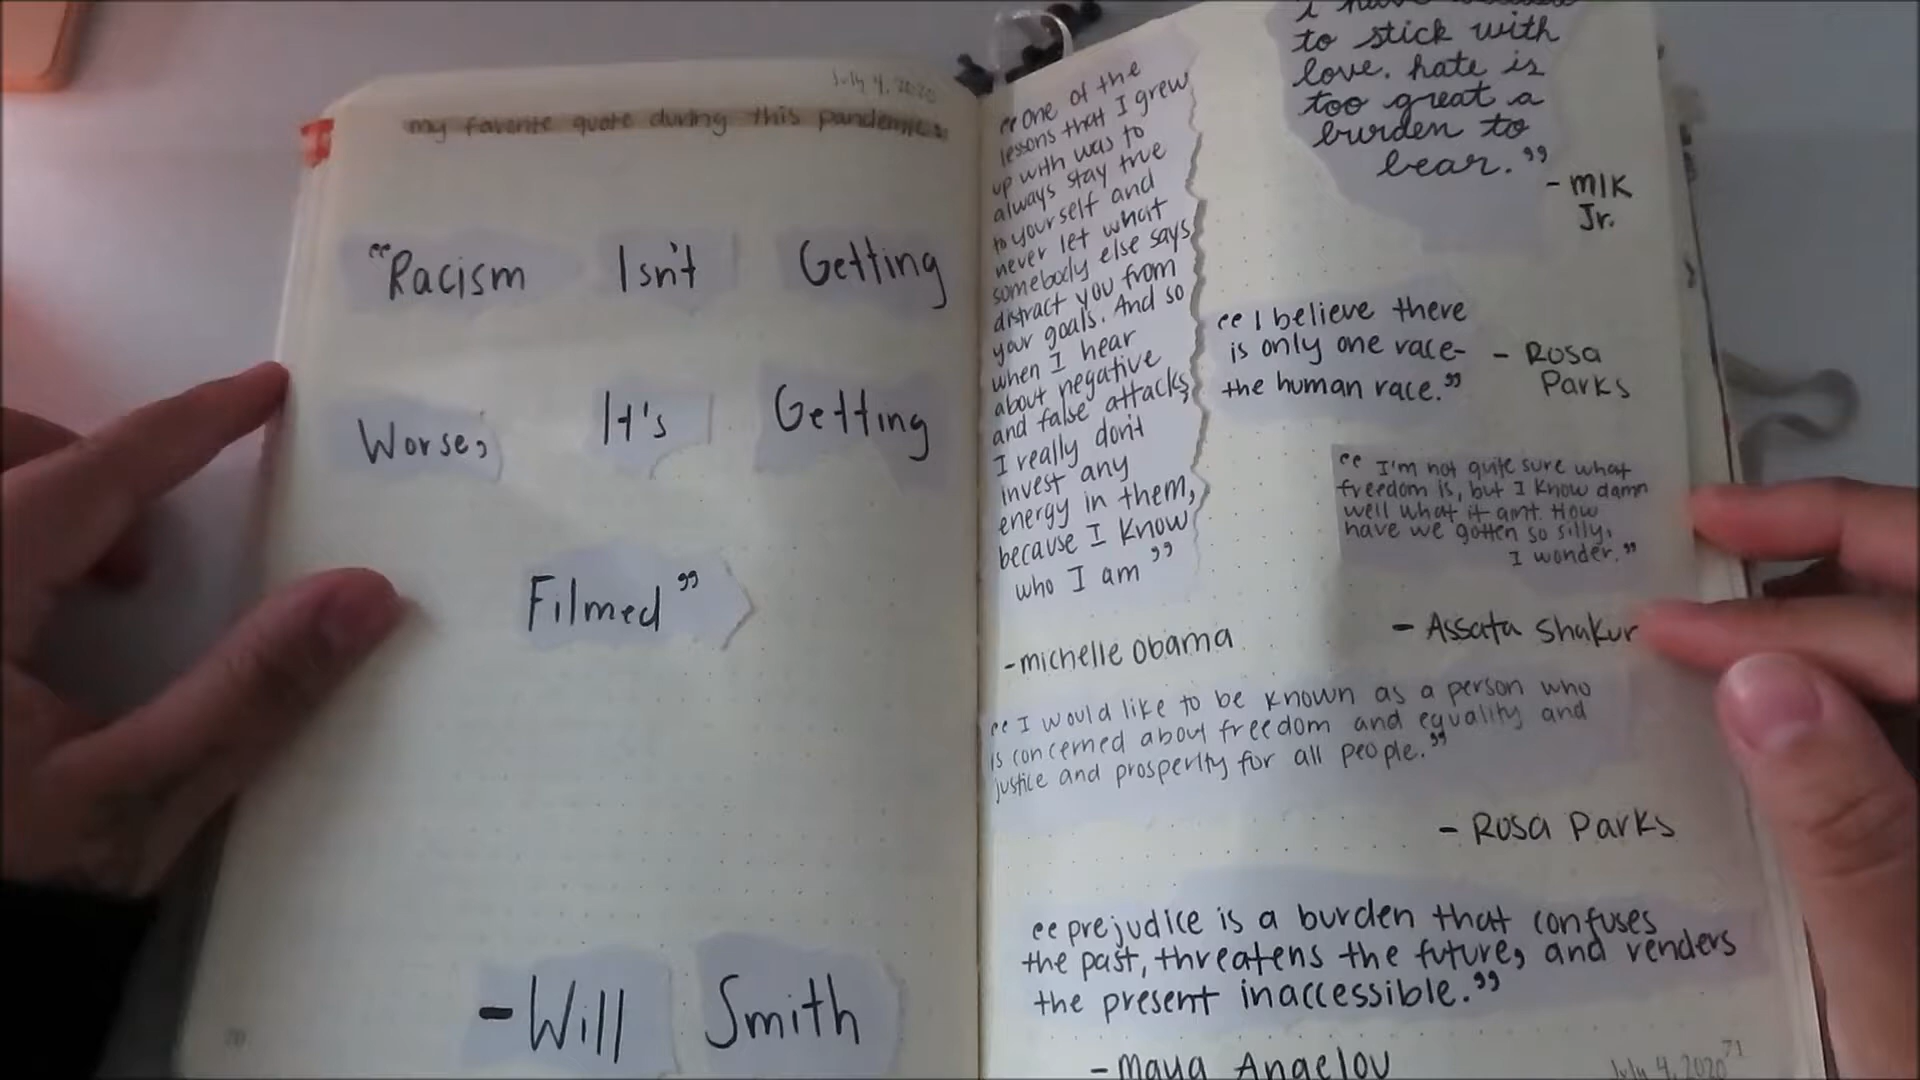 July 4, 2020
my favorite quote during this pandemic:
"Racism Isn't Getting
Worse, It's Getting
Filmed"
-Will Smith
70
"One of the
lessons that I grew
up with was to
always stay true
to yourself and
never let what
somebody else says
distract you from
your goals. And so
when I hear
about negative
and false attacks,
I really don't
invest any
energy in them,
because I know
who I am"
-michelle obama
I have decided
to stick with
love. hate is
too great a
burden to
bear."
- MLK
Jr.
"I believe there
is only one race-
the human race."
- Rosa
Parks
"I'm not quite sure what
freedom is, but I know damn
well what it aint. How
have we gotten so silly,
I wonder."
- Assata Shakur
"I would like to be known as a person who
is concerned about freedom and equality and
justice and prosperity for all people."
- Rosa Parks
"prejudice is a burden that confuses
the past, threatens the future, and renders
the present inaccessible."
- Maya Angelou
July 4, 2020
71